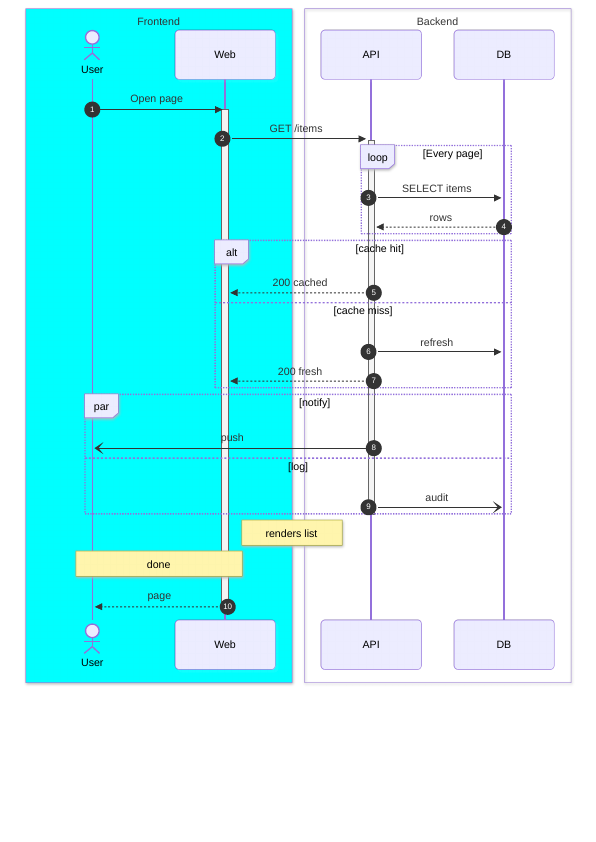 Frontend
Backend
User
Web
API
DB
1
Open page
2
GET /items
loop
[Every page]
3
SELECT items
rows
4
alt
[cache hit]
200 cached
5
[cache miss]
6
refresh
200 fresh
7
par
[notify]
push
8
[log]
9
audit
renders list
done
page
10
User
Web
API
DB